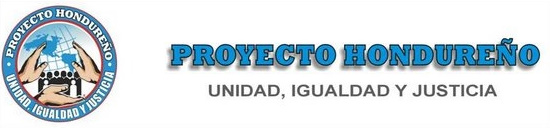 PROYECTO HONDUREÑO
UNIDAD, IGUALDAD Y JUSTICIA
PROYECTO HONDUREÑO
UNIDAD, IGUALDAD Y JUSTICIA